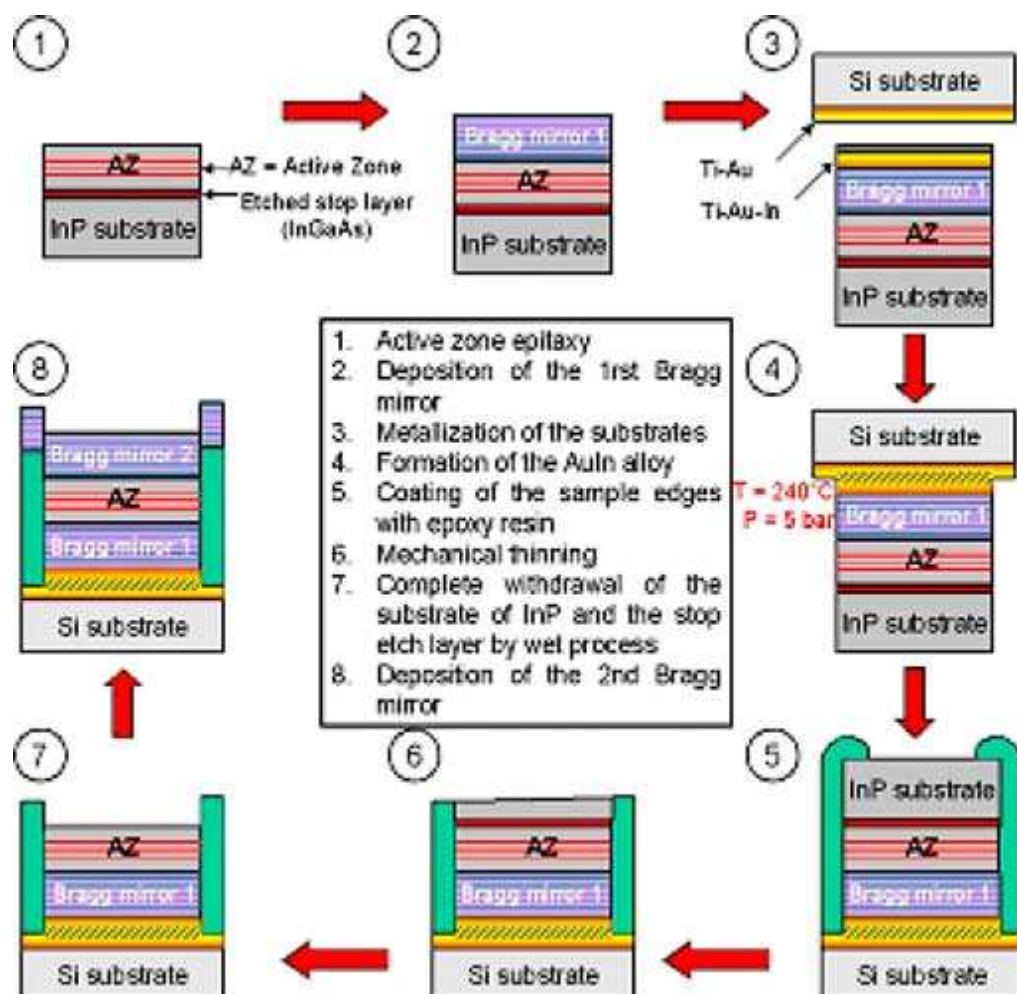 1
AZ
InP substrate
AZ = Active Zone
Etched stop layer
(InGaAs)
2
Bragg mirror 1
AZ
InP substrate
3
Si substrate
Ti-Au
Ti-Au-In
Bragg mirror 1
AZ
InP substrate
1. Active zone epitaxy
2. Deposition of the 1rst Bragg
mirror
3. Metallization of the substrates
4. Formation of the AuIn alloy
5. Coating of the sample edges
with epoxy resin
6. Mechanical thinning
7. Complete withdrawal of the
substrate of InP and the stop
etch layer by wet process
8. Deposition of the 2nd Bragg
mirror
4
Si substrate
T = 240°C
P = 5 bar
Bragg mirror 1
AZ
InP substrate
5
InP substrate
AZ
Bragg mirror 1
Si substrate
6
AZ
Bragg mirror 1
Si substrate
7
AZ
Bragg mirror 1
Si substrate
8
Bragg mirror 2
AZ
Bragg mirror 1
Si substrate